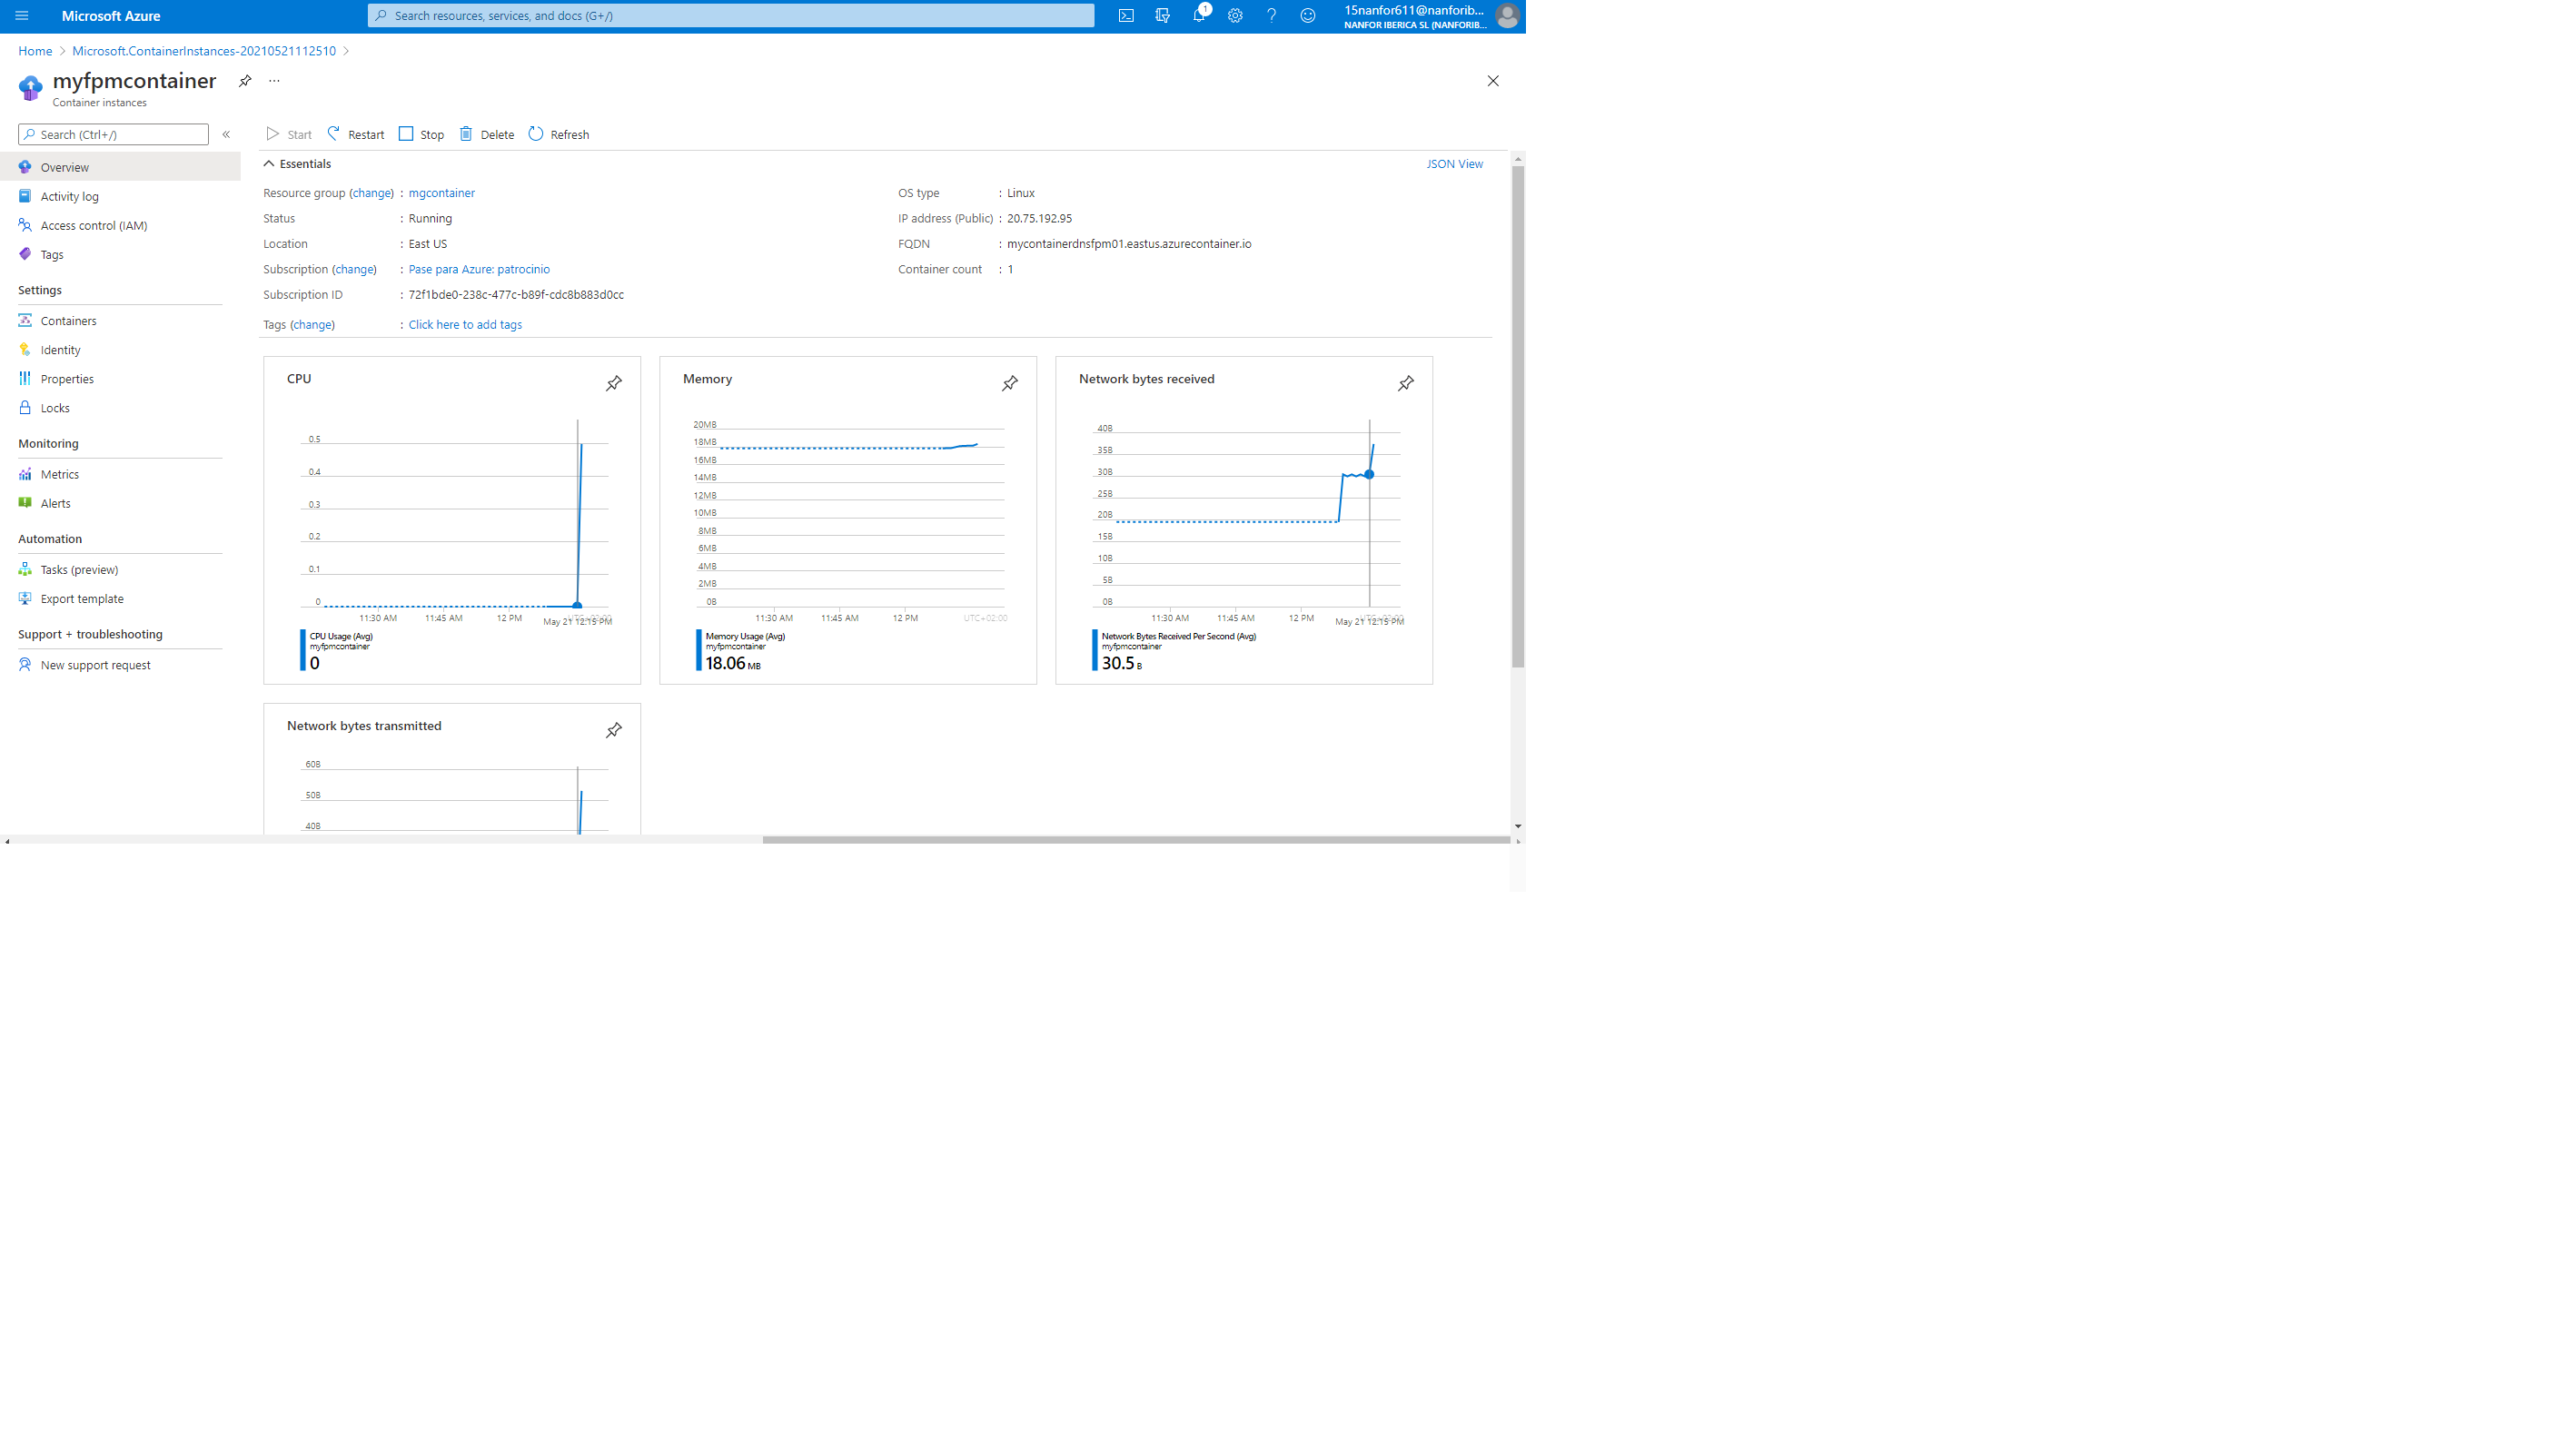 Microsoft Azure
Search resources, services, and docs (G+/)
1
15nanfor611@nanforib...
NANFOR IBERICA SL (NANFORIB...
Home > Microsoft.ContainerInstances-20210521112510 >
myfpmcontainer
...
Container instances
Search (Ctrl+/)
«
Start
Restart
Stop
Delete
Refresh
Overview
Activity log
Access control (IAM)
Tags
Settings
Containers
Identity
Properties
Locks
Monitoring
Metrics
Alerts
Automation
Tasks (preview)
Export template
Support + troubleshooting
New support request
Essentials
JSON View
Resource group (change) : mgcontainer
Status : Running
Location : East US
Subscription (change) : Pase para Azure: patrocinio
Subscription ID : 72f1bde0-238c-477c-b89f-cdc8b883d0cc
Tags (change) : Click here to add tags
OS type : Linux
IP address (Public) : 20.75.192.95
FQDN : mycontainerdnsfpm01.eastus.azurecontainer.io
Container count : 1
CPU
0.5
0.4
0.3
0.2
0.1
0
11:30 AM 11:45 AM 12 PM May 21 12:15 PM
CPU Usage (Avg)
myfpmcontainer
0
Memory
20MB
18MB
16MB
14MB
12MB
10MB
8MB
6MB
4MB
2MB
0B
11:30 AM 11:45 AM 12 PM UTC+02:00
Memory Usage (Avg)
myfpmcontainer
18.06 MB
Network bytes received
40B
35B
30B
25B
20B
15B
10B
5B
0B
11:30 AM 11:45 AM 12 PM May 21 12:15 PM
Network Bytes Received Per Second (Avg)
myfpmcontainer
30.5 B
Network bytes transmitted
60B
50B
40B